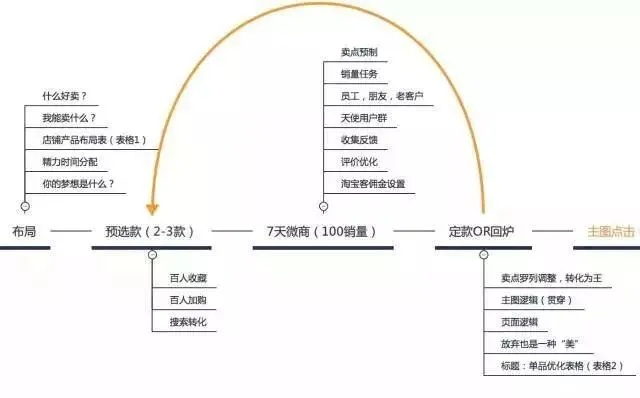 卖点预制
销量任务
员工，朋友，老客户
天使用户群
收集反馈
评价优化
淘宝客佣金设置
什么好卖？
我能卖什么？
店铺产品布局表（表格1）
精力时间分配
你的梦想是什么？
布局
预选款（2-3款）
7天微商（100销量）
定款OR回炉
主图点击
百人收藏
百人加购
搜索转化
卖点罗列调整，转化为王
主图逻辑（贯穿）
页面逻辑
放弃也是一种“美”
标题：单品优化表格（表格2）